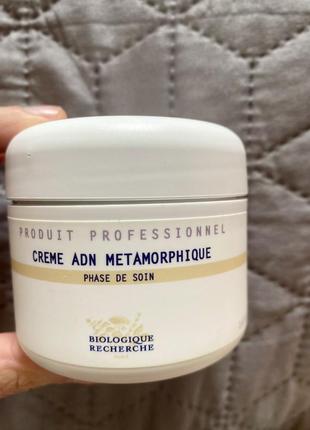 PRODUIT PROFESSIONNEL
CREME ADN METAMORPHIQUE
PHASE DE SOIN
BIOLOGIQUE
RECHERCHE